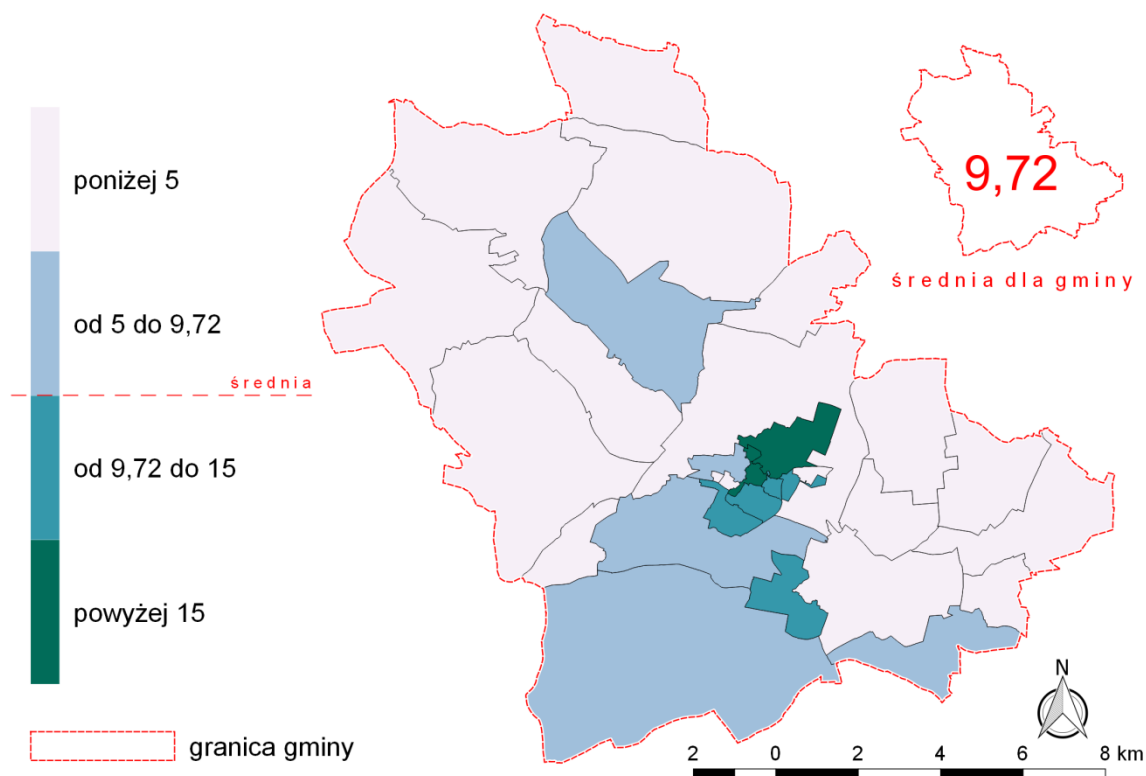 9,72
średnia dla gminy
poniżej 5
od 5 do 9,72
średnia
od 9,72 do 15
powyżej 15
granica gminy
N
2 0 2 4 6 8 km